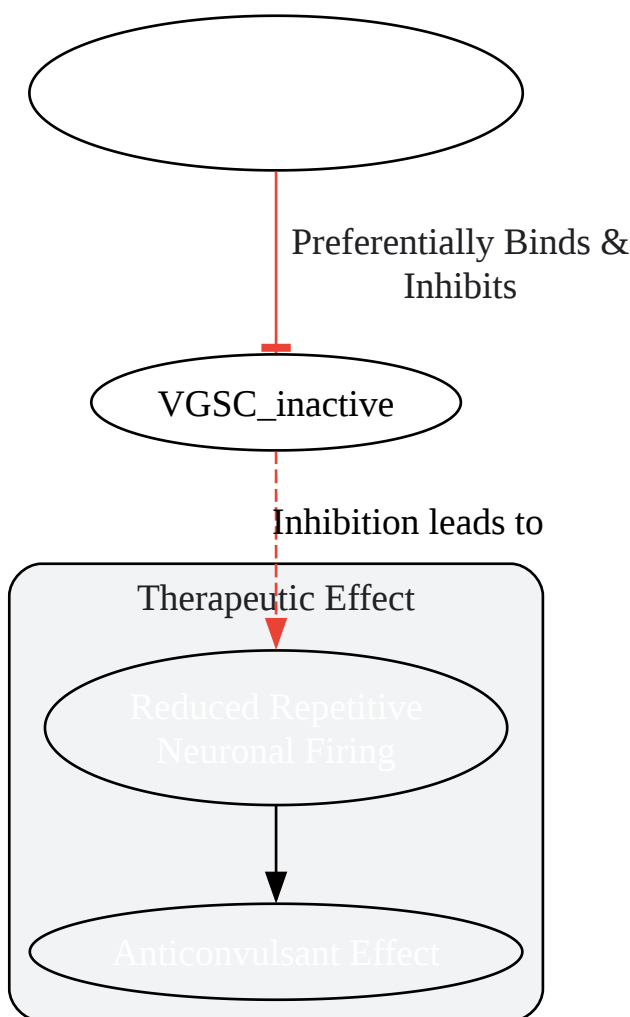 Preferentially Binds &
Inhibits
VGSC_inactive
Inhibition leads to
Therapeutic Effect
Reduced Repetitive
Neuronal Firing
Anticonvulsant Effect